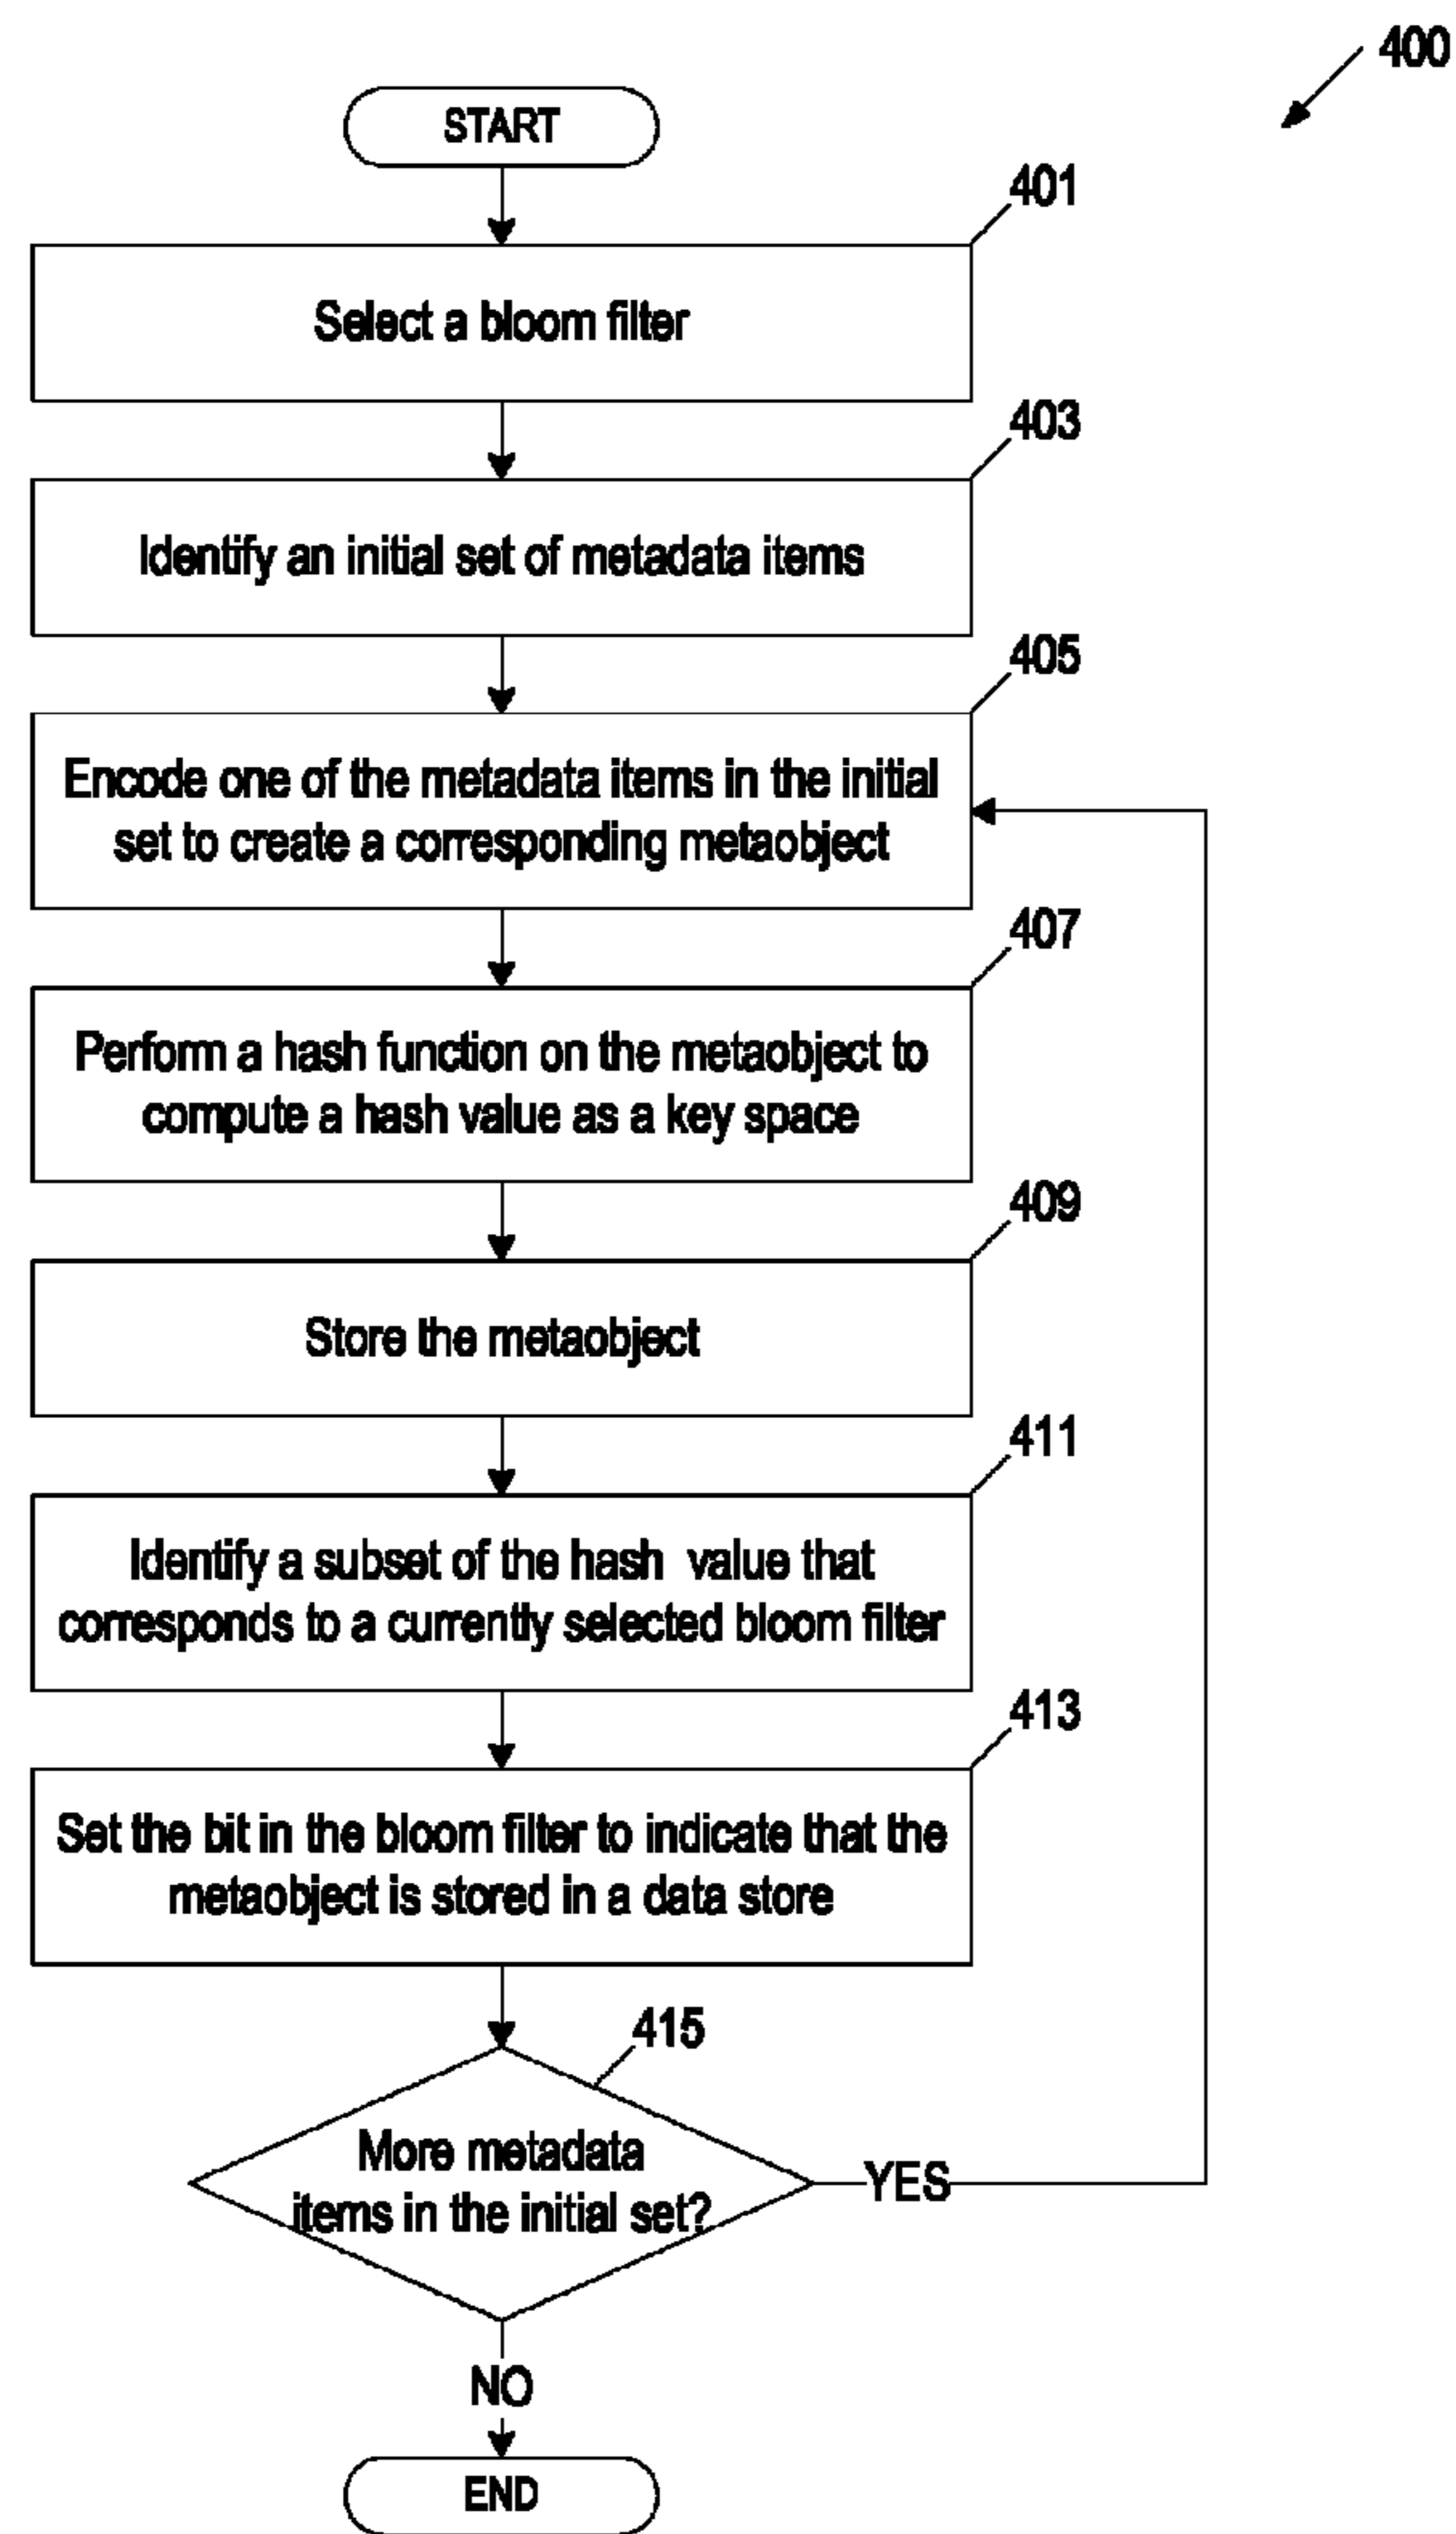 400
START
401
Select a bloom filter
403
Identify an initial set of metadata items
405
Encode one of the metadata items in the initial
set to create a corresponding metaobject
407
Perform a hash function on the metaobject to
compute a hash value as a key space
409
Store the metaobject
411
Identify a subset of the hash value that
corresponds to a currently selected bloom filter
413
Set the bit in the bloom filter to indicate that the
metaobject is stored in a data store
415
More metadata
items in the initial set?
YES
NO
END